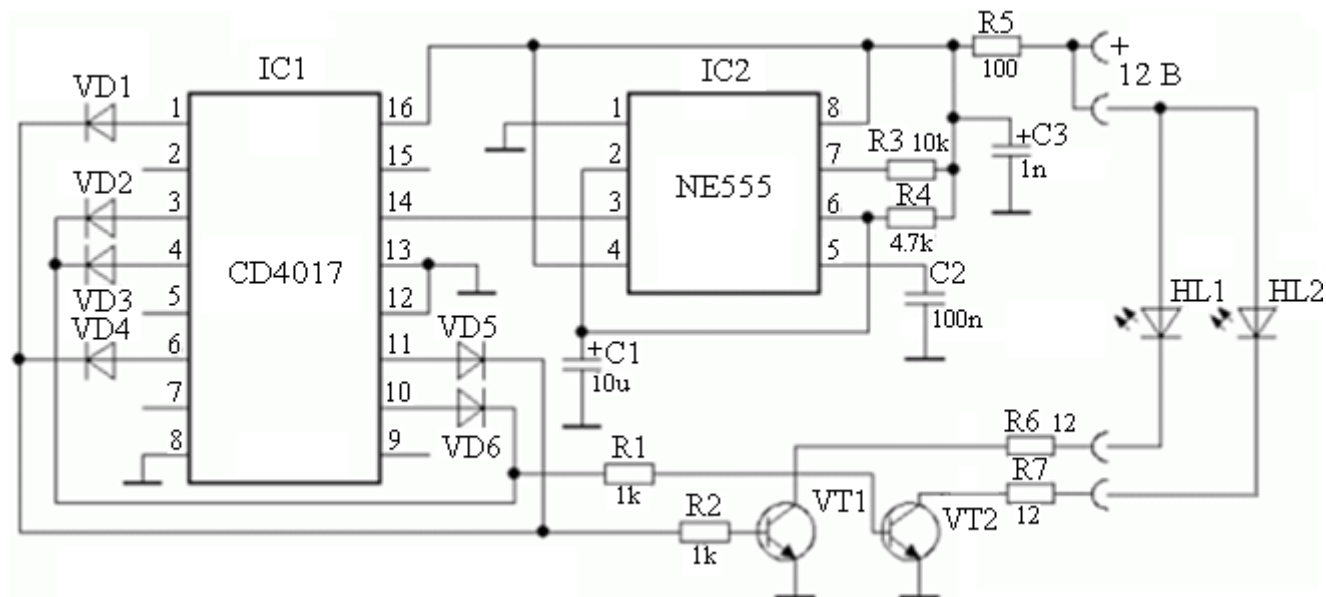 R5
100
+
12 В
IC1
IC2
VD1
1
16
2
15
VD2
3
14
4
13
VD3
CD4017
5
12
VD4
6
11
VD5
7
10
VD6
8
9
1
8
2
7
R3 10k
3
6
R4
4.7k
4
5
NE555
+C3
1n
C2
100n
+C1
10u
HL1
HL2
R1
1k
R2
1k
VT1
VT2
R6 12
R7
12